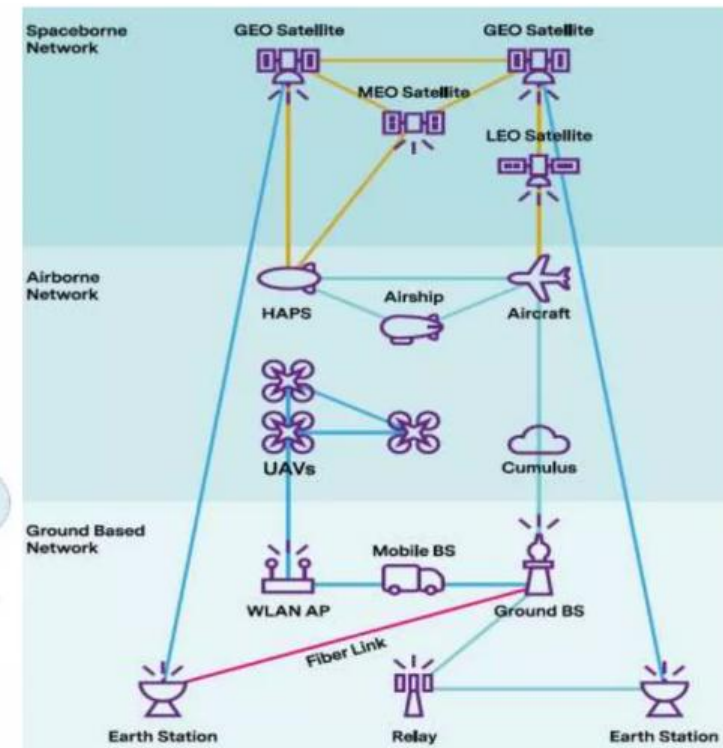 Spaceborne
Network
GEO Satellite
GEO Satellite
MEO Satellite
LEO Satellite
Airborne
Network
HAPS
Airship
Aircraft
UAVs
Cumulus
Ground Based
Network
Mobile BS
WLAN AP
Ground BS
Fiber Link
Earth Station
Relay
Earth Station